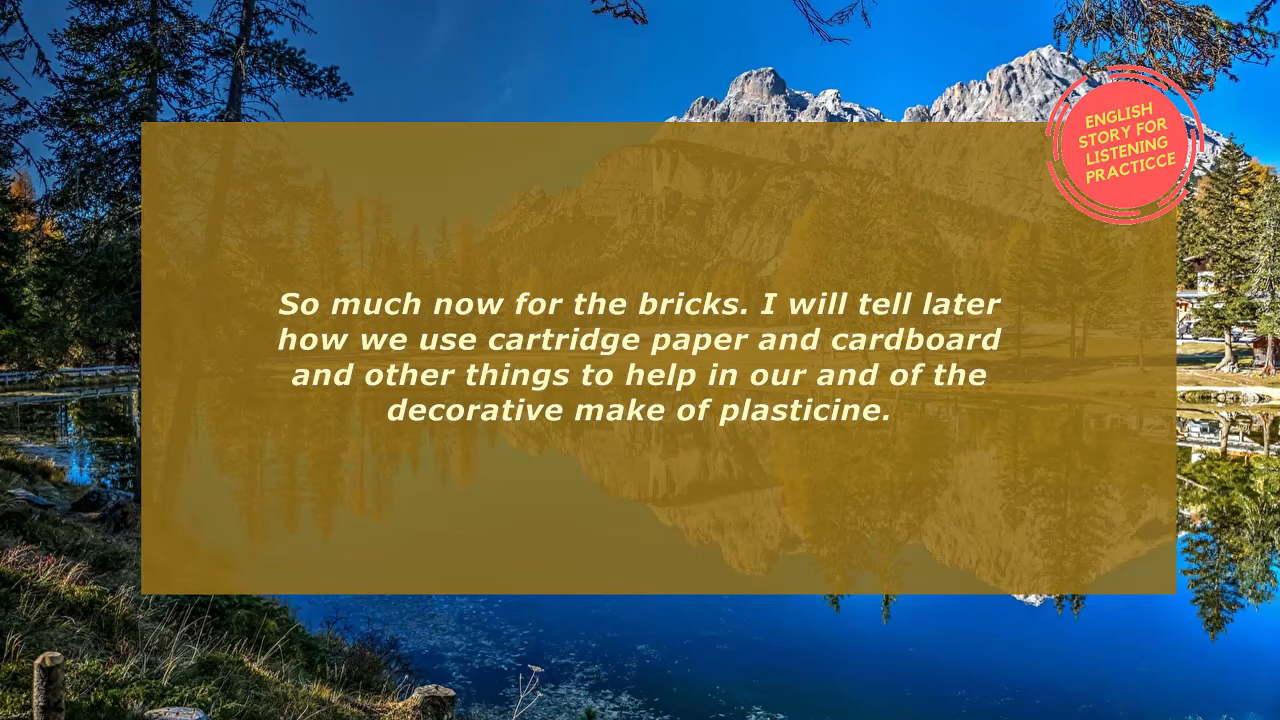 ENGLISH
STORY FOR
LISTENING
PRACTICCE
So much now for the bricks. I will tell later
how we use cartridge paper and cardboard
and other things to help in our and of the
decorative make of plasticine.